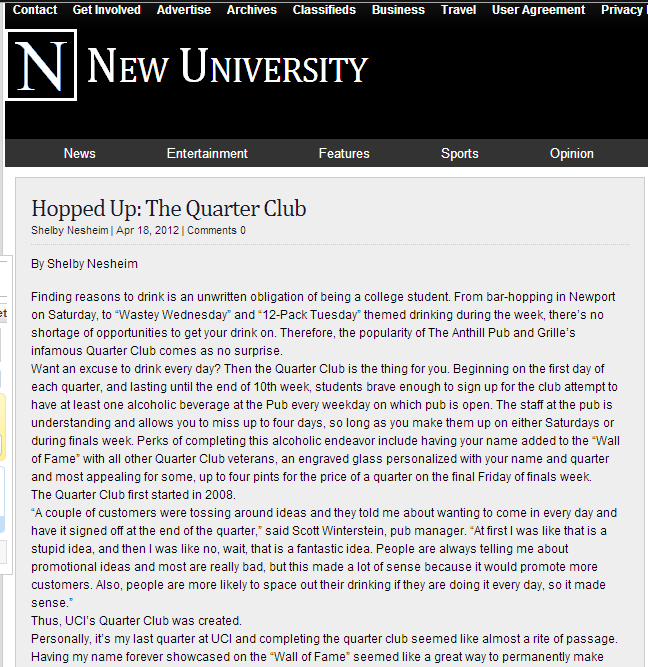 Contact Get Involved Advertise Archives Classifieds Business Travel User Agreement Privacy
N NEW UNIVERSITY
News Entertainment Features Sports Opinion
Hopped Up: The Quarter Club
Shelby Nesheim | Apr 18, 2012 | Comments 0
By Shelby Nesheim
Finding reasons to drink is an unwritten obligation of being a college student. From bar-hopping in Newport
on Saturday, to “Wastey Wednesday” and “12-Pack Tuesday” themed drinking during the week, there’s no
shortage of opportunities to get your drink on. Therefore, the popularity of The Anthill Pub and Grille’s
infamous Quarter Club comes as no surprise.
Want an excuse to drink every day? Then the Quarter Club is the thing for you. Beginning on the first day of
each quarter, and lasting until the end of 10th week, students brave enough to sign up for the club attempt to
have at least one alcoholic beverage at the Pub every weekday on which pub is open. The staff at the pub is
understanding and allows you to miss up to four days, so long as you make them up on either Saturdays or
during finals week. Perks of completing this alcoholic endeavor include having your name added to the “Wall
of Fame” with all other Quarter Club veterans, an engraved glass personalized with your name and quarter
and most appealing for some, up to four pints for the price of a quarter on the final Friday of finals week.
The Quarter Club first started in 2008.
“A couple of customers were tossing around ideas and they told me about wanting to come in every day and
have it signed off at the end of the quarter,” said Scott Winterstein, pub manager. “At first I was like that is a
stupid idea, and then I was like no, wait, that is a fantastic idea. People are always telling me about
promotional ideas and most are really bad, but this made a lot of sense because it would promote more
customers. Also, people are more likely to space out their drinking if they are doing it every day, so it made
sense.”
Thus, UCI’s Quarter Club was created.
Personally, it’s my last quarter at UCI and completing the quarter club seemed like almost a rite of passage.
Having my name forever showcased on the “Wall of Fame” seemed like a great way to permanently make